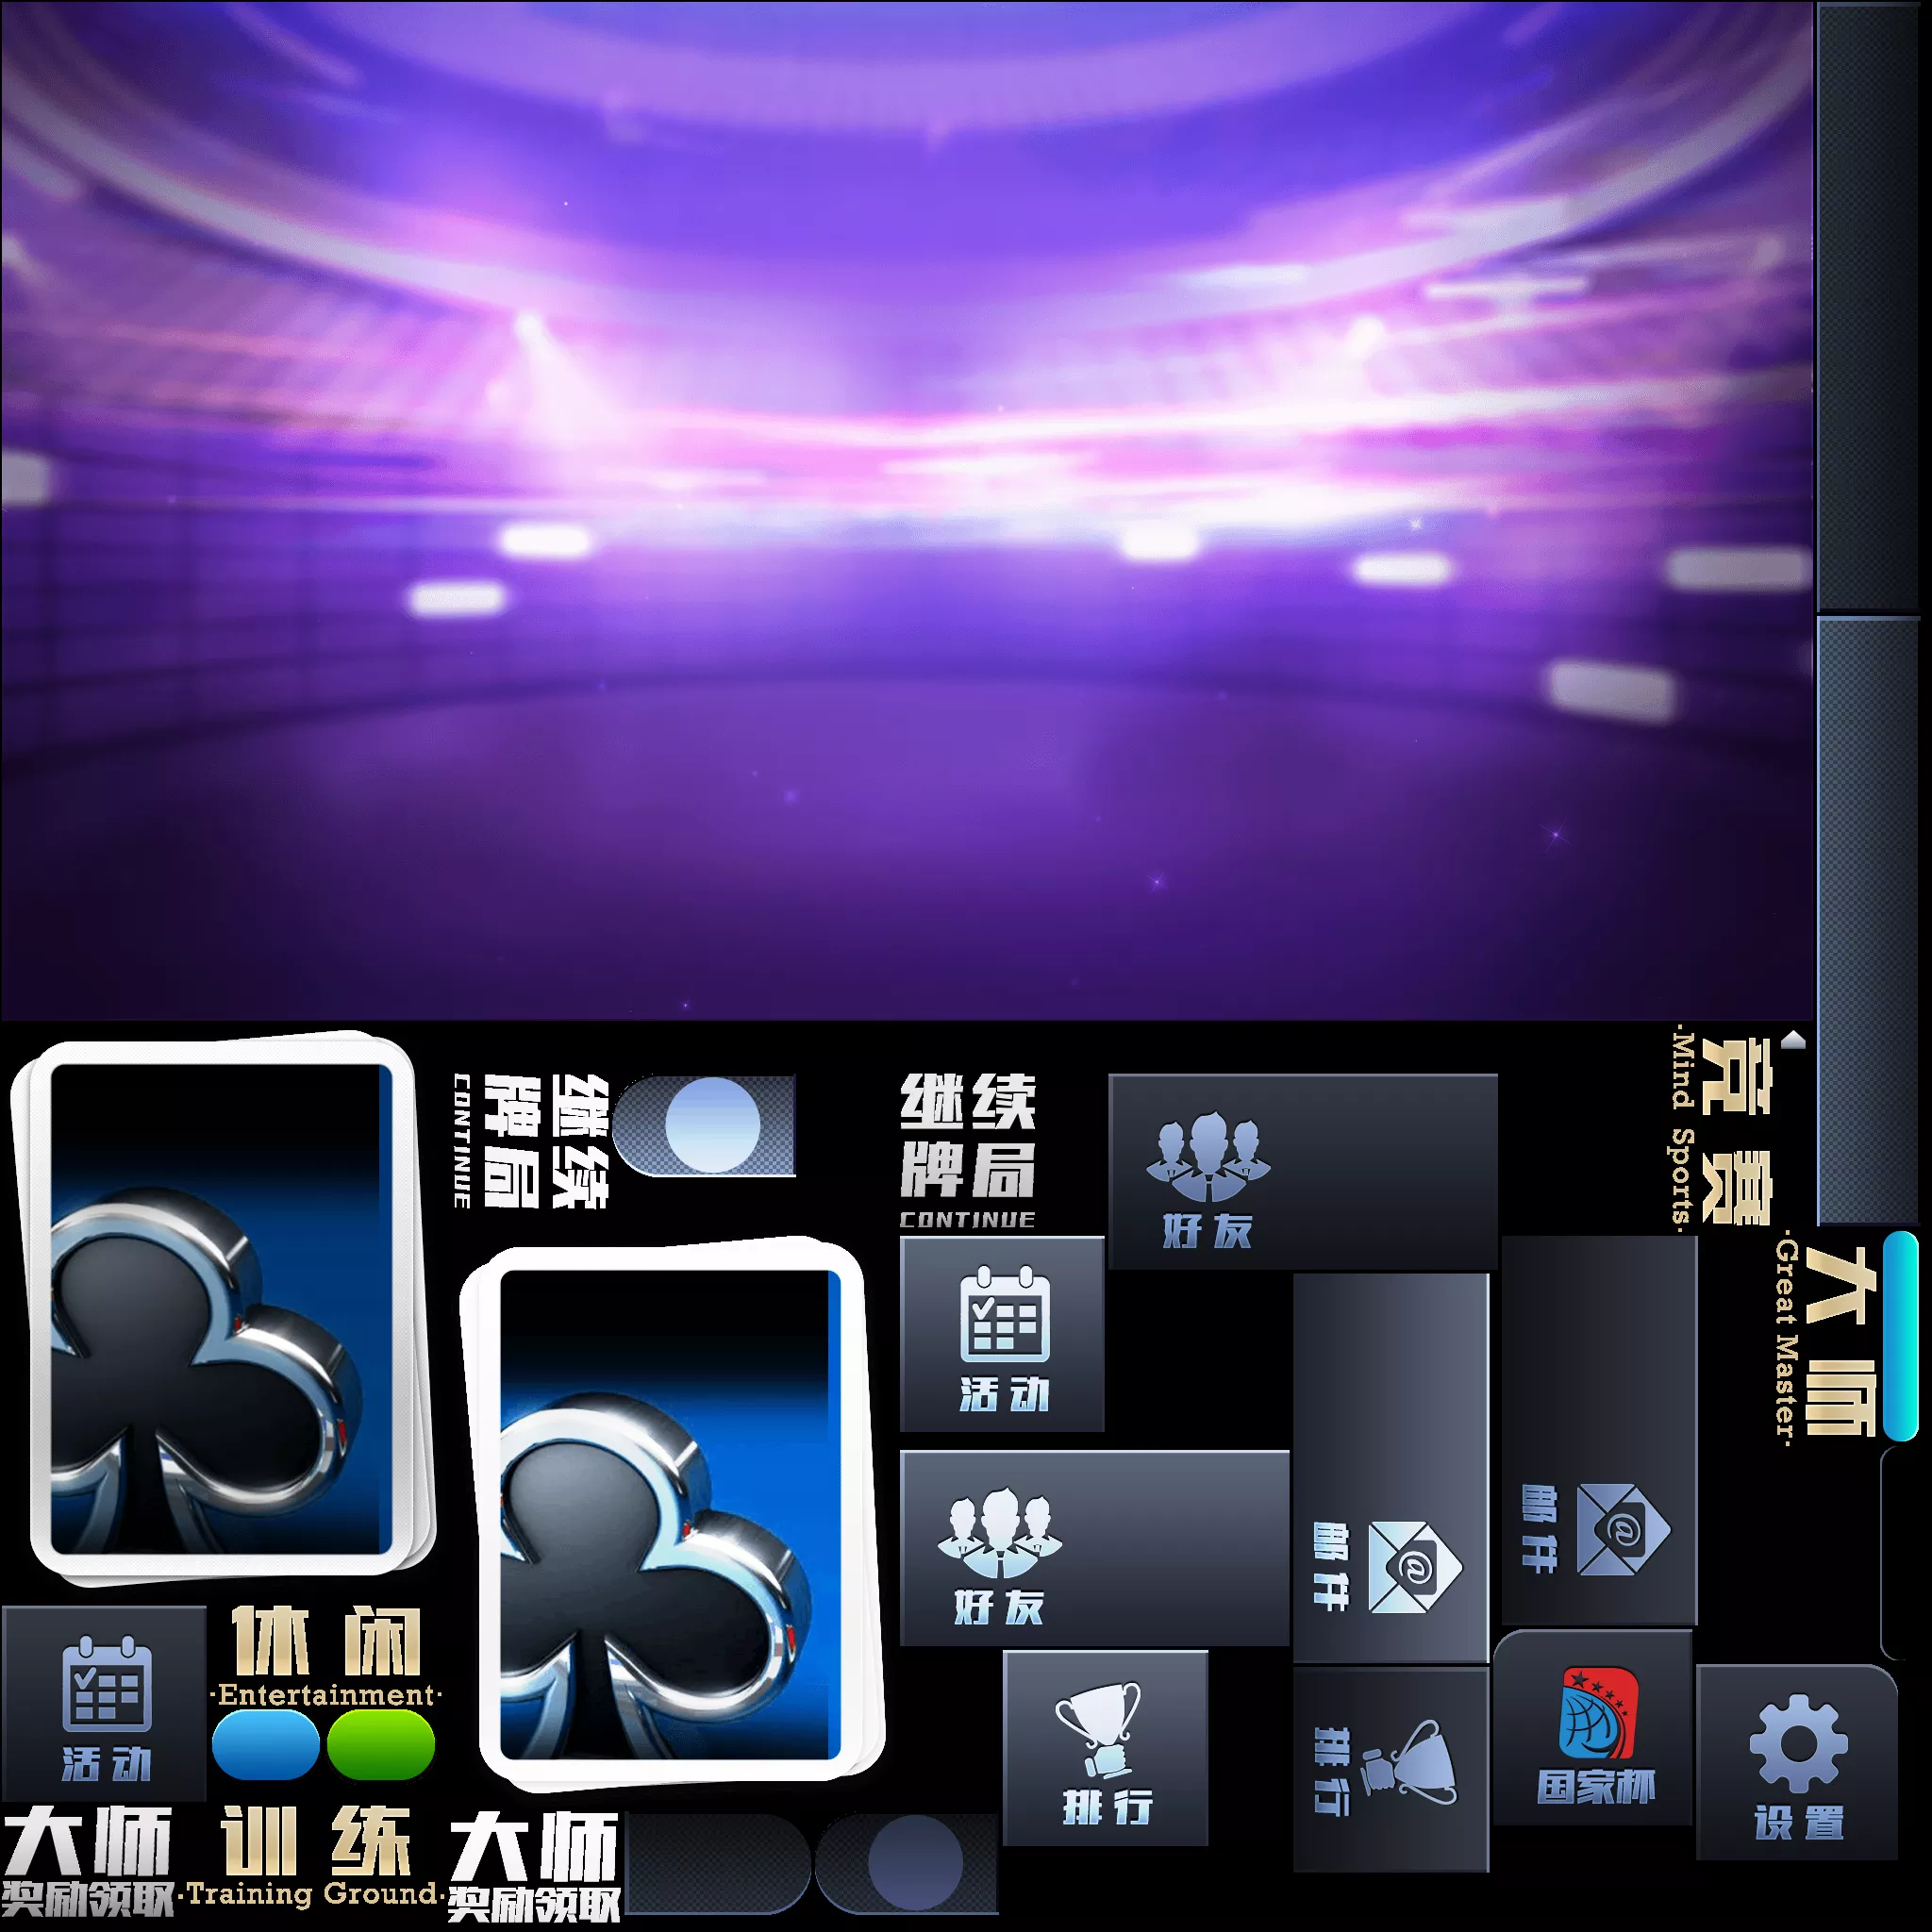 继续
牌局
CONTINUE
继续
牌局
CONTINUE
好友
竞赛
·Mind Sports·
大师
·Great Master·
活动
好友
邮件
邮件
活动
休闲
·Entertainment·
排行
排行
国家杯
设置
大师
奖励领取
训练
·Training Ground·
大师
奖励领取